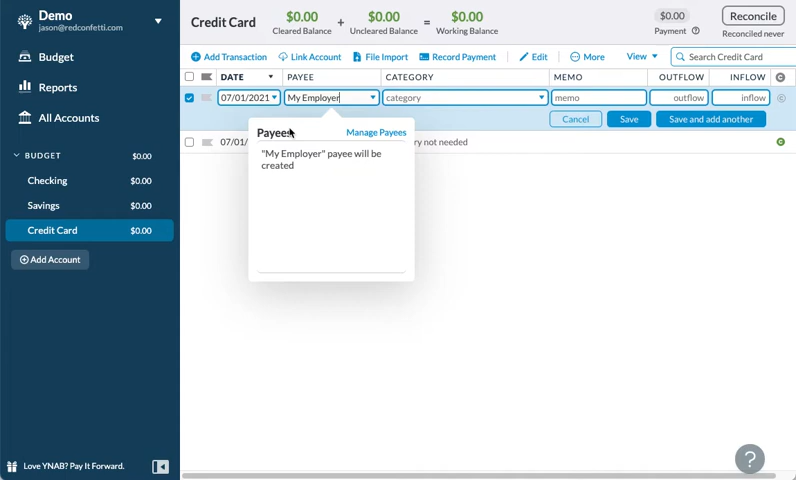 Demo
jason@redconfetti.com
Budget
Reports
All Accounts
BUDGET $0.00
Checking $0.00
Savings $0.00
Credit Card $0.00
Add Account
Love YNAB? Pay It Forward.
Credit Card
$0.00 + $0.00 = $0.00
Cleared Balance Uncleared Balance Working Balance
$0.00
Payment
Reconcile
Reconciled never
Add Transaction Link Account File Import Record Payment Edit More View Search Credit Card
DATE PAYEE CATEGORY MEMO OUTFLOW INFLOW C
07/01/2021 My Employer category memo outflow inflow C
Cancel Save Save and add another
07/01/ not needed C
Payees Manage Payees
"My Employer" payee will be
created
?